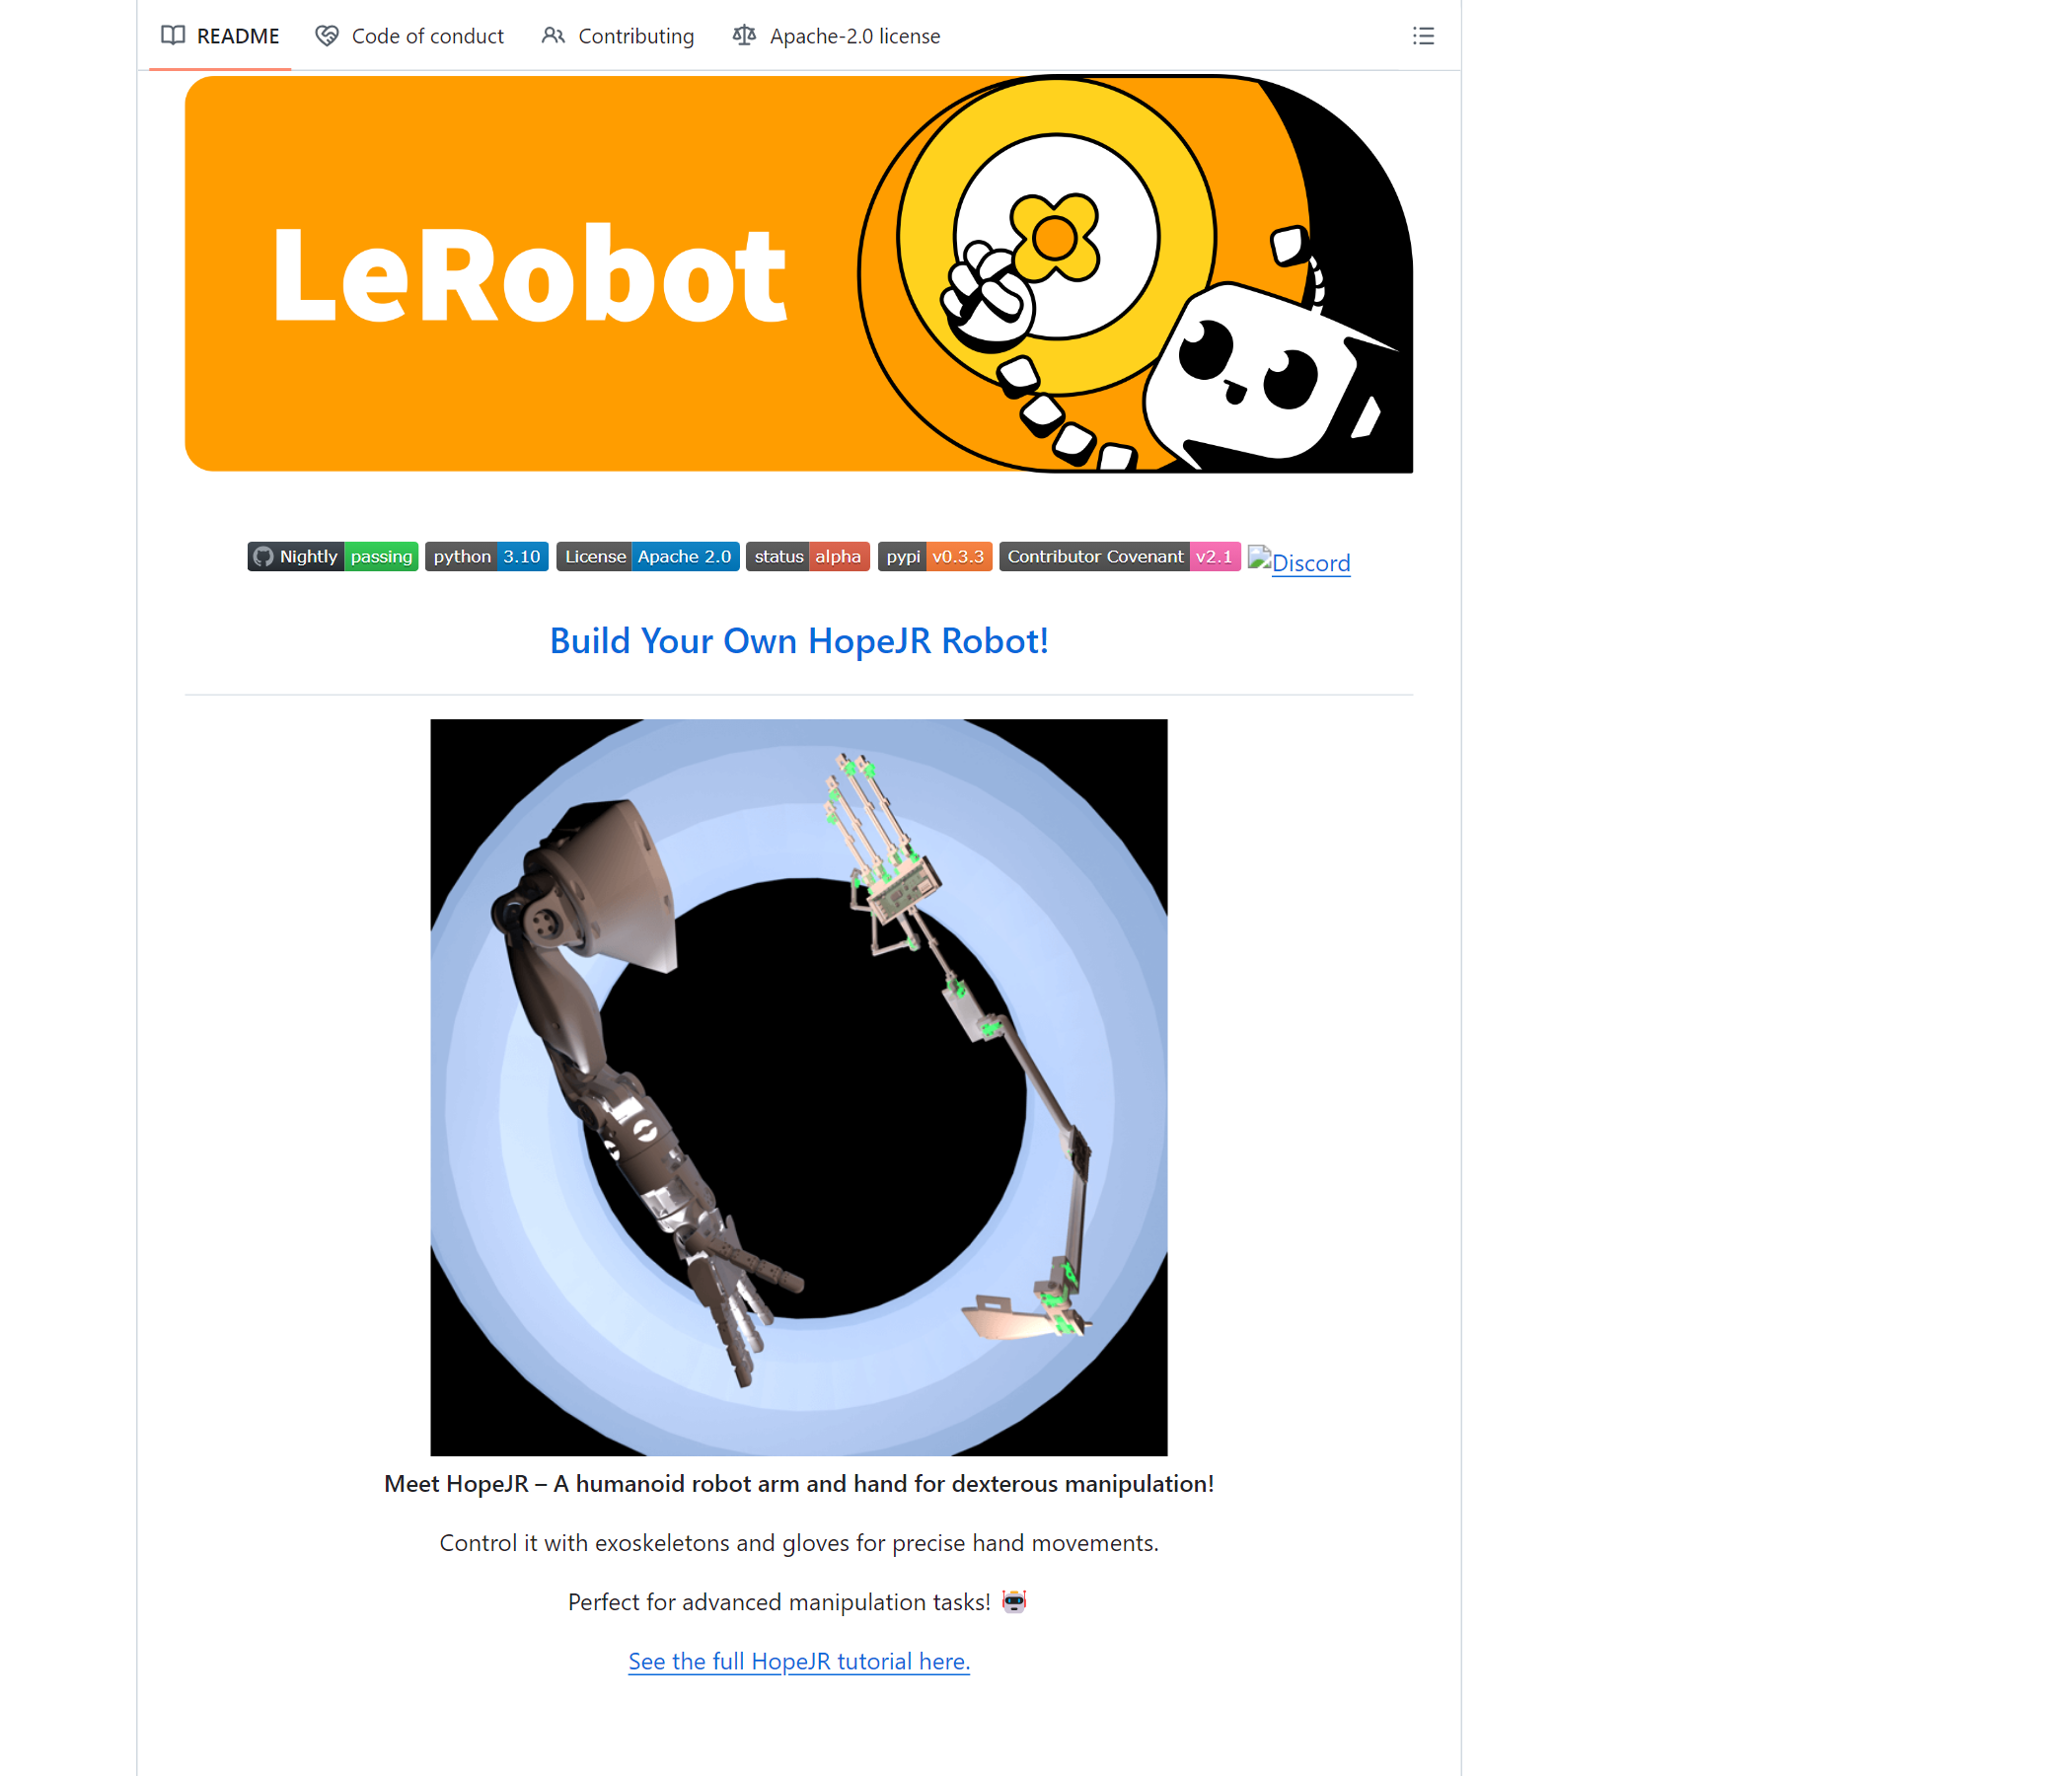 README Code of conduct Contributing Apache-2.0 license
LeRobot
Nightly passing python 3.10 License Apache 2.0 status alpha pypi v0.3.3 Contributor Covenant v2.1 Discord
Build Your Own HopeJR Robot!
Meet HopeJR – A humanoid robot arm and hand for dexterous manipulation!
Control it with exoskeletons and gloves for precise hand movements.
Perfect for advanced manipulation tasks! 🤖
See the full HopeJR tutorial here.